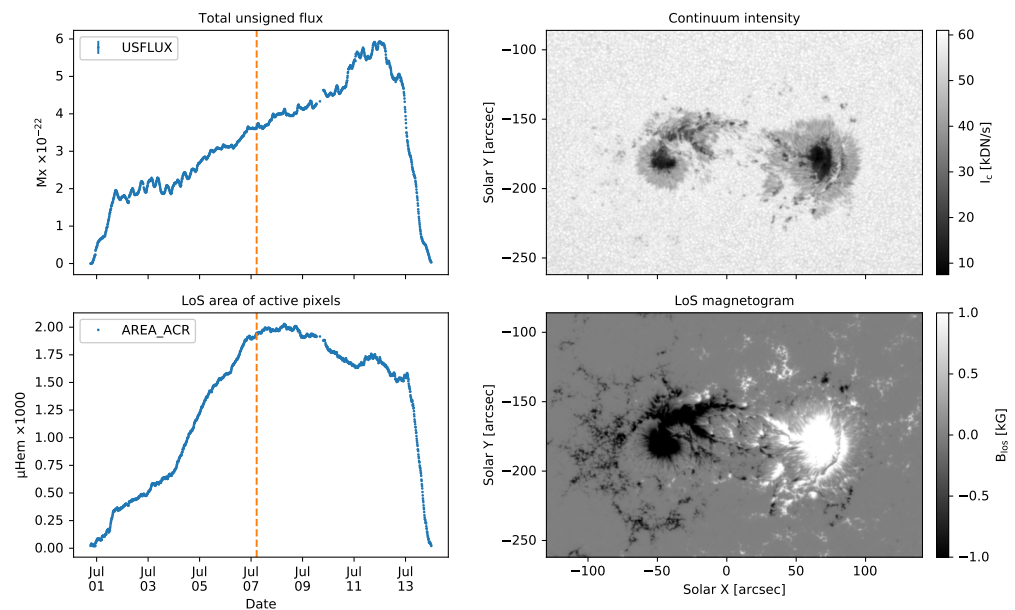 Total unsigned flux
USFLUX
6
5
4
3
2
1
0
Mx ×10⁻²²
Continuum intensity
−100
−150
−200
−250
Solar Y [arcsec]
60
50
40
30
20
10
I_c [kDN/s]
LoS area of active pixels
AREA_ACR
2.00
1.75
1.50
1.25
1.00
0.75
0.50
0.25
0.00
μHem ×1000
Jul Jul Jul Jul Jul Jul Jul
01 03 05 07 09 11 13
Date
LoS magnetogram
−100
−150
−200
−250
Solar Y [arcsec]
−100 −50 0 50 100
Solar X [arcsec]
1.0
0.5
0.0
−0.5
−1.0
B_los [kG]